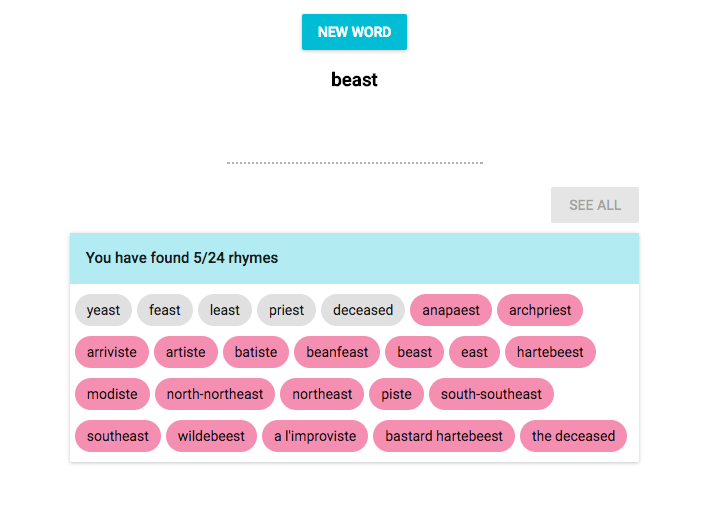 NEW WORD
beast
SEE ALL
You have found 5/24 rhymes
yeast feast least priest deceased anapaest archpriest
arriviste artiste batiste beanfeast beast east hartebeest
modiste north-northeast northeast piste south-southeast
southeast wildebeest a l'improviste bastard hartebeest the deceased